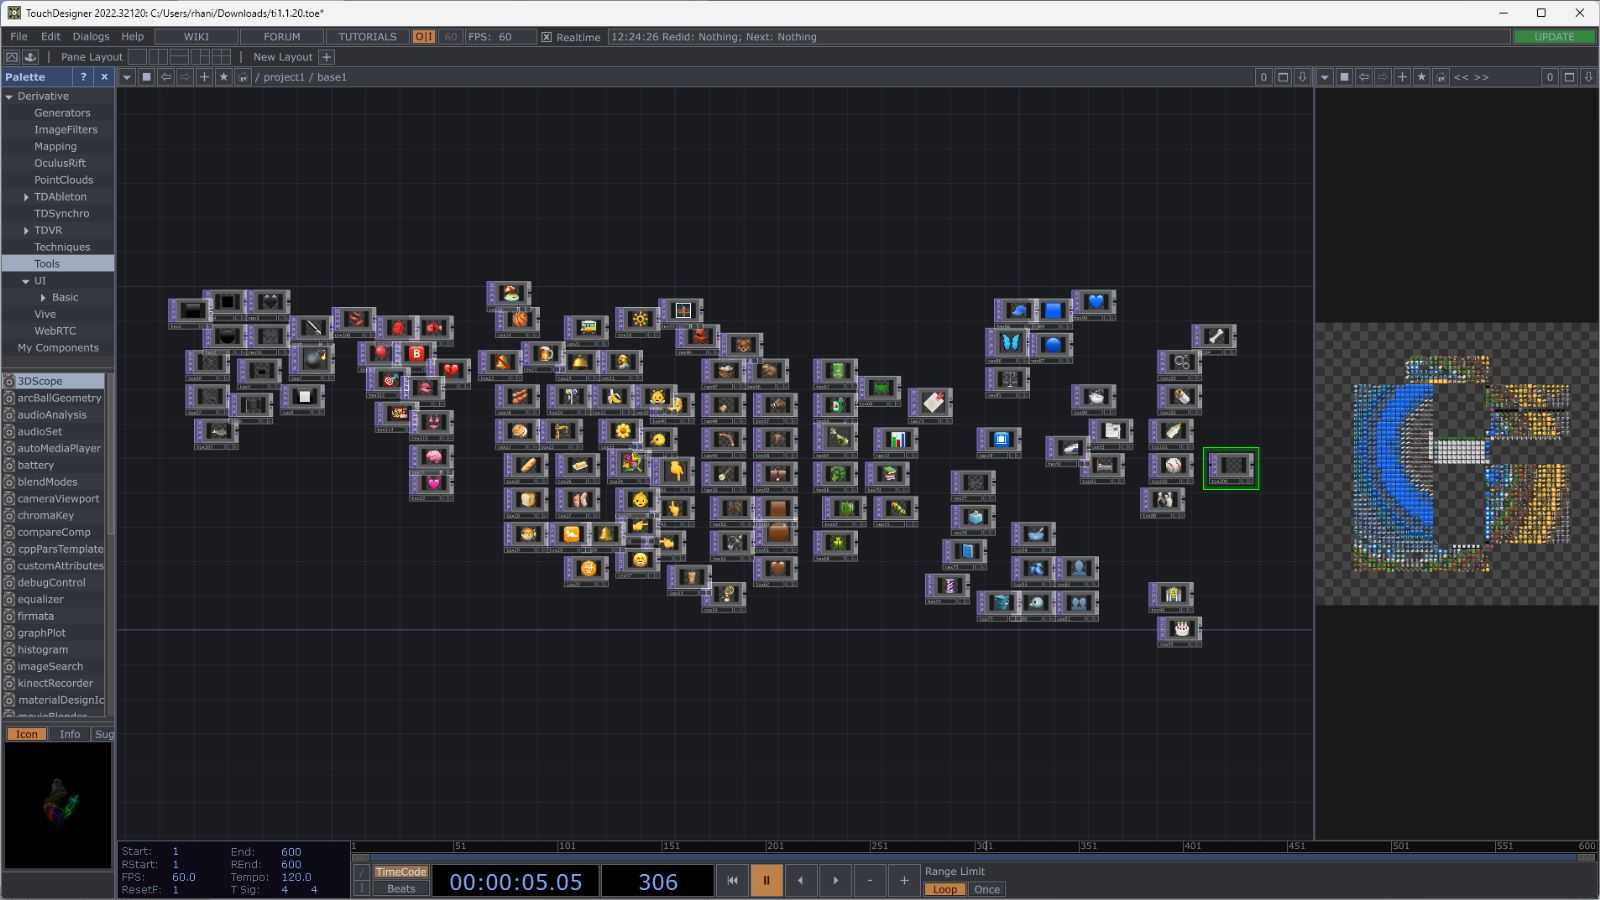 TouchDesigner 2022.32120: C:/Users/rhani/Downloads/ti1.1.20.toe*
File Edit Dialogs Help WIKI FORUM TUTORIALS O|I 60 FPS: 60 Realtime 12:24:26 Redid: Nothing; Next: Nothing UPDATE
Pane Layout New Layout +
Palette ? x / project1 / base1 0 << >> 0
Derivative
Generators
ImageFilters
Mapping
OculusRift
PointClouds
TDAbleton
TDSynchro
TDVR
Techniques
Tools
UI
Basic
Vive
WebRTC
My Components
3DScope
arcBallGeometry
audioAnalysis
audioSet
autoMediaPlayer
battery
blendModes
cameraViewport
chromaKey
compareComp
cppParsTemplate
customAttributes
debugControl
equalizer
firmata
graphPlot
histogram
imageSearch
kinectRecorder
materialDesignIc
Icon Info Sug
Start: 1 End: 600
RStart: 1 REnd: 600
FPS: 60.0 Tempo: 120.0
ResetF: 1 T Sig: 4 4
1 51 101 151 201 251 301 351 401 451 501 551 600
TimeCode
Beats
00:00:05.05 306
- +
Range Limit
Loop Once